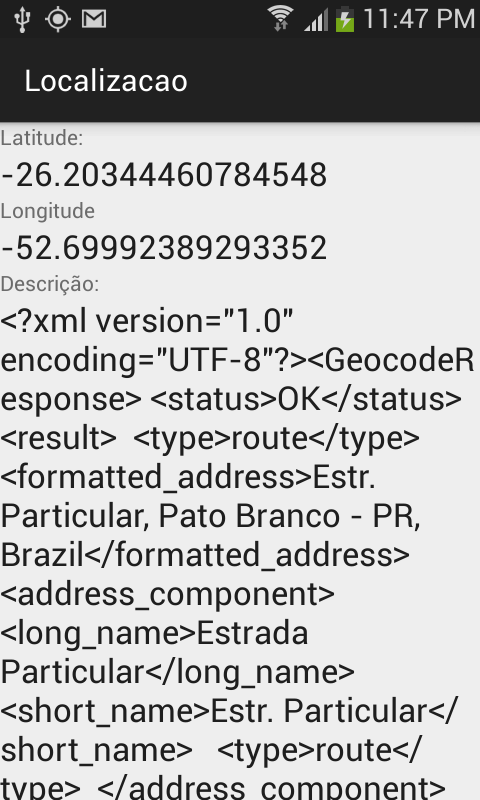 11:47 PM
Localizacao
Latitude:
-26.20344460784548
Longitude
-52.69992389293352
Descrição:
<?xml version="1.0"
encoding="UTF-8"?><GeocodeR
esponse> <status>OK</status>
<result>  <type>route</type>
<formatted_address>Estr.
Particular, Pato Branco - PR,
Brazil</formatted_address>
<address_component>
<long_name>Estrada
Particular</long_name>
<short_name>Estr. Particular</
short_name>   <type>route</
type>  </address_component>